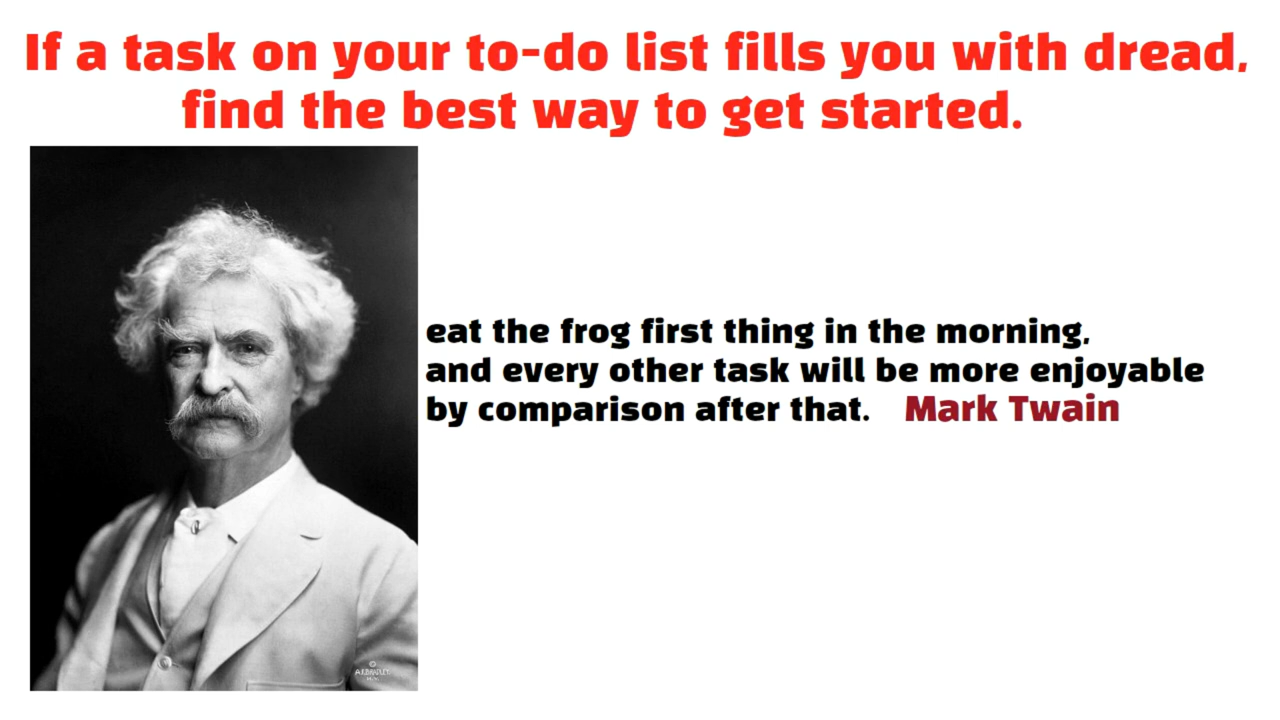 If a task on your to-do list fills you with dread,
find the best way to get started.
eat the frog first thing in the morning,
and every other task will be more enjoyable
by comparison after that. Mark Twain